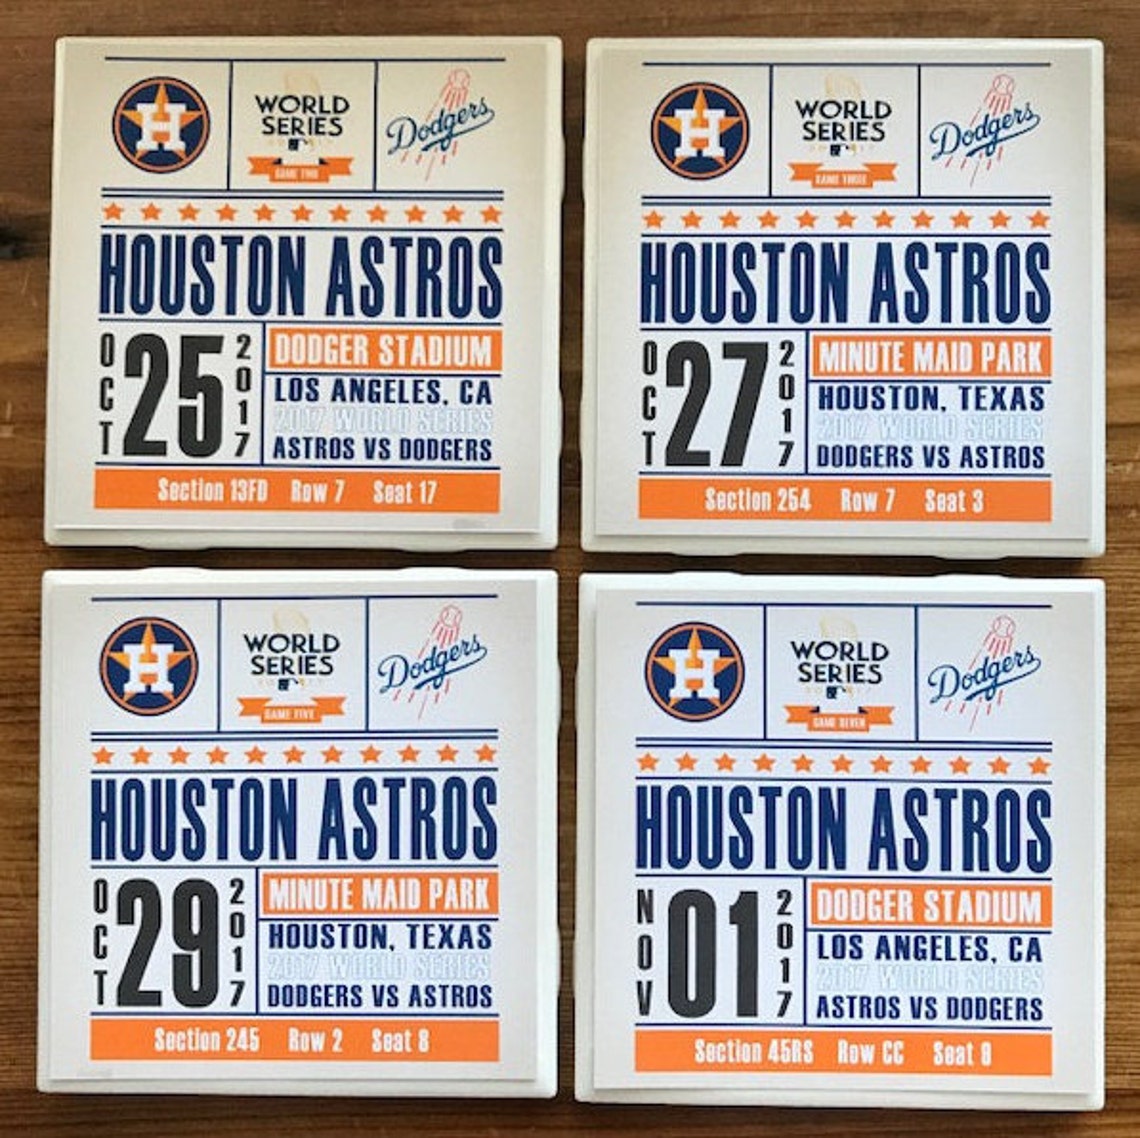 H
WORLD
SERIES
GAME TWO
Dodgers
HOUSTON ASTROS
OCT
25
2017
DODGER STADIUM
LOS ANGELES, CA
2017 WORLD SERIES
ASTROS VS DODGERS
Section 13FD Row 7 Seat 17
H
WORLD
SERIES
GAME THREE
Dodgers
HOUSTON ASTROS
OCT
27
2017
MINUTE MAID PARK
HOUSTON, TEXAS
2017 WORLD SERIES
DODGERS VS ASTROS
Section 254 Row 7 Seat 3
H
WORLD
SERIES
GAME FIVE
Dodgers
HOUSTON ASTROS
OCT
29
2017
MINUTE MAID PARK
HOUSTON, TEXAS
2017 WORLD SERIES
DODGERS VS ASTROS
Section 245 Row 2 Seat 8
H
WORLD
SERIES
GAME SEVEN
Dodgers
HOUSTON ASTROS
NOV
01
2017
DODGER STADIUM
LOS ANGELES, CA
2017 WORLD SERIES
ASTROS VS DODGERS
Section 45RS Row CC Seat 9